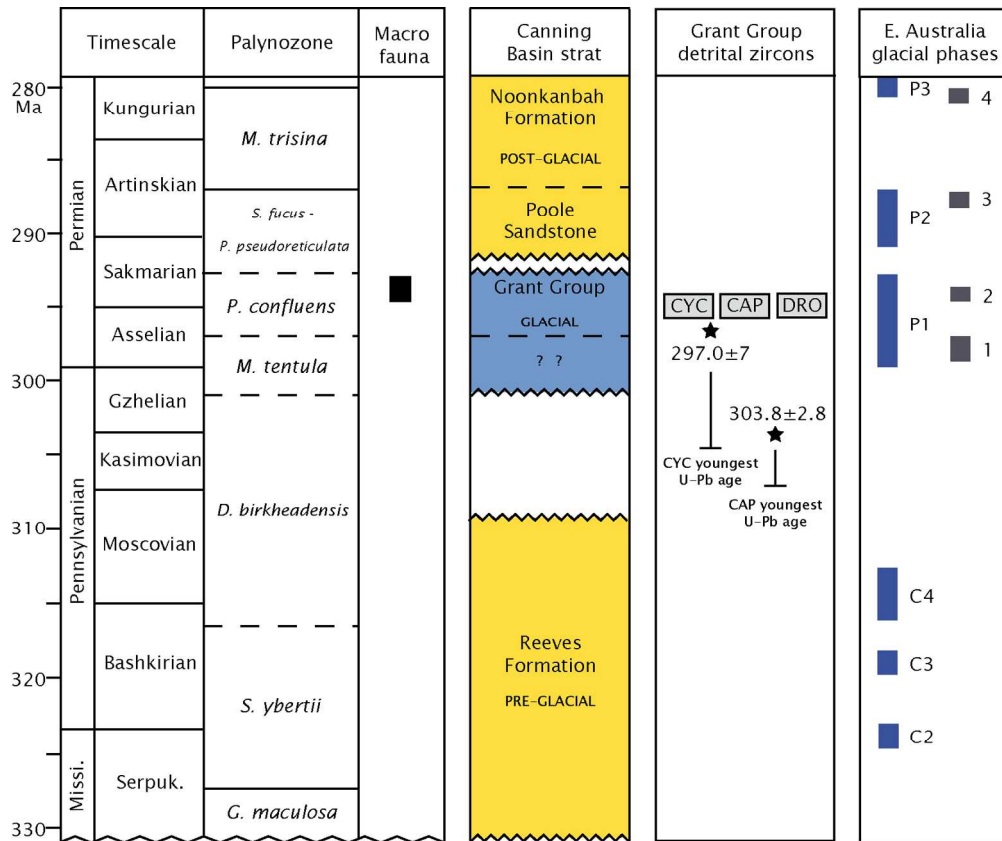 Timescale
Palynozone
Macro
fauna
Canning
Basin strat
Grant Group
detrital zircons
E. Australia
glacial phases
280
Ma
290
300
310
320
330
Permian
Pennsylvanian
Missi.
Kungurian
Artinskian
Sakmarian
Asselian
Gzhelian
Kasimovian
Moscovian
Bashkirian
Serpuk.
M. trisina
S. fucus -
P. pseudoreticulata
P. confluens
M. tentula
D. birkheadensis
S. ybertii
G. maculosa
Noonkanbah
Formation
POST-GLACIAL
Poole
Sandstone
Grant Group
GLACIAL
? ?
Reeves
Formation
PRE-GLACIAL
CYC CAP DRO
297.0±7
303.8±2.8
CYC youngest
U-Pb age
CAP youngest
U-Pb age
P3
4
P2
3
P1
2
1
C4
C3
C2